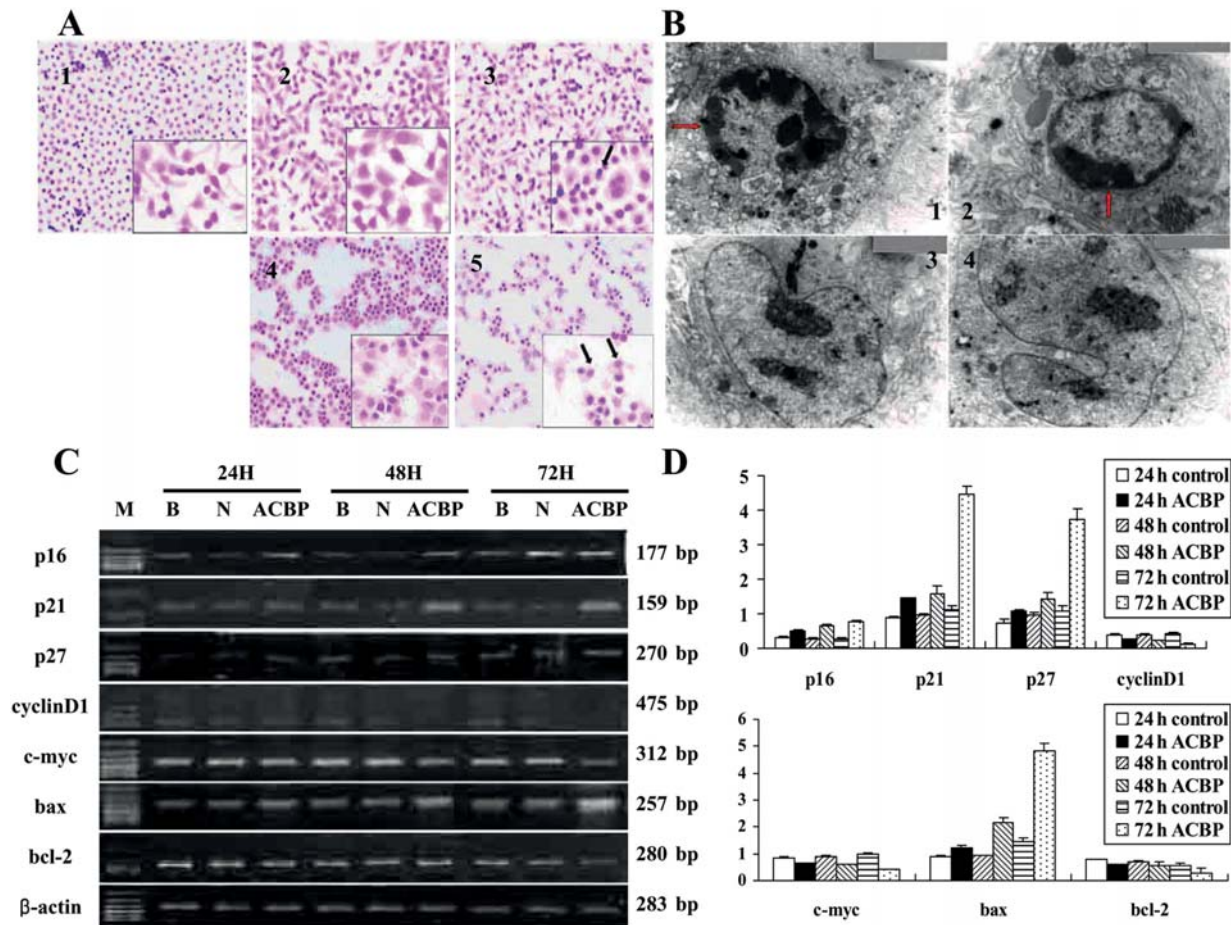 A
1
2
3
4
5
B
1
2
3
4
C
24H 48H 72H
M B N ACBP B N ACBP B N ACBP
p16 177 bp
p21 159 bp
p27 270 bp
cyclinD1 475 bp
c-myc 312 bp
bax 257 bp
bcl-2 280 bp
β-actin 283 bp
D
5
4
3
2
1
0
p16 p21 p27 cyclinD1
24 h control
24 h ACBP
48 h control
48 h ACBP
72 h control
72 h ACBP
6
5
4
3
2
1
0
c-myc bax bcl-2
24 h control
24 h ACBP
48 h control
48 h ACBP
72 h control
72 h ACBP